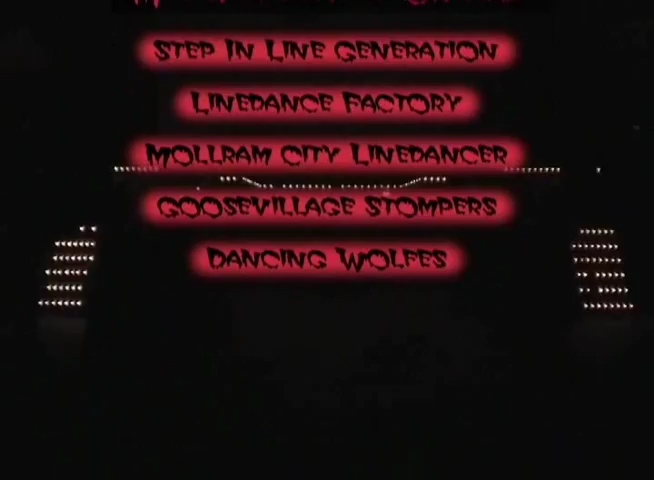 Step In Line Generation
Linedance Factory
Mollram City Linedancer
Goosevillage Stompers
Dancing Wolfes